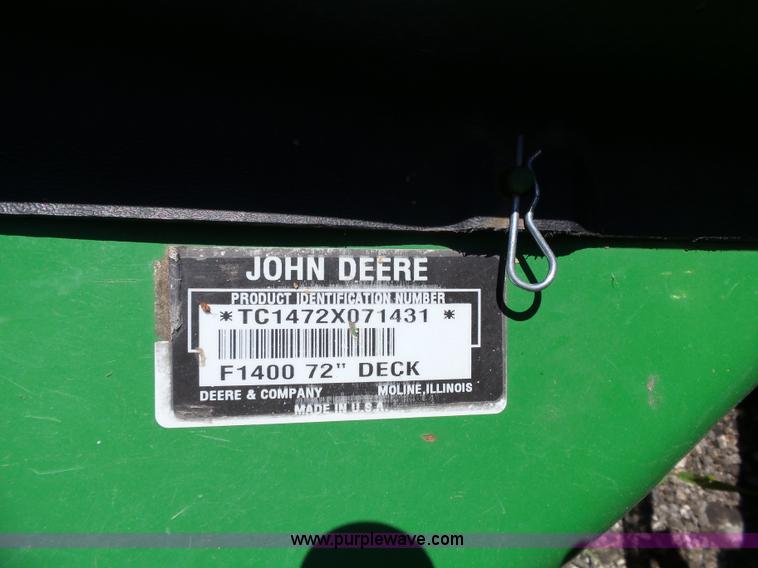 JOHN DEERE
PRODUCT IDENTIFICATION NUMBER
*TC1472X071431 *
F1400 72" DECK
DEERE & COMPANY MOLINE, ILLINOIS
MADE IN U.S.A.
www.purplewave.com